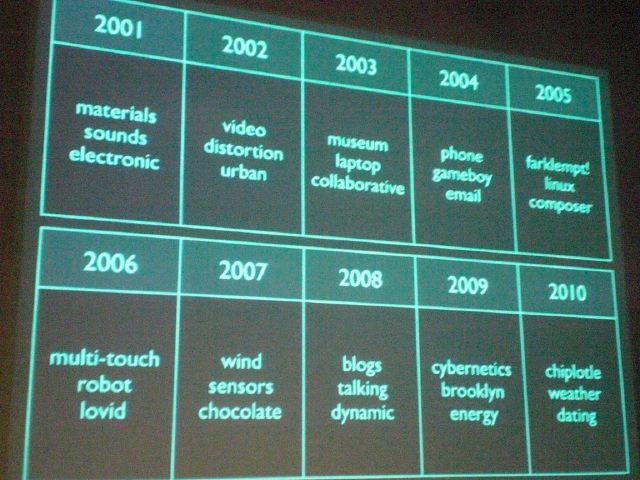 2001 2002 2003 2004 2005
materials
sounds
electronic
video
distortion
urban
museum
laptop
collaborative
phone
gameboy
email
farklempt!
linux
composer
2006 2007 2008 2009 2010
multi-touch
robot
lovid
wind
sensors
chocolate
blogs
talking
dynamic
cybernetics
brooklyn
energy
chiplotle
weather
dating